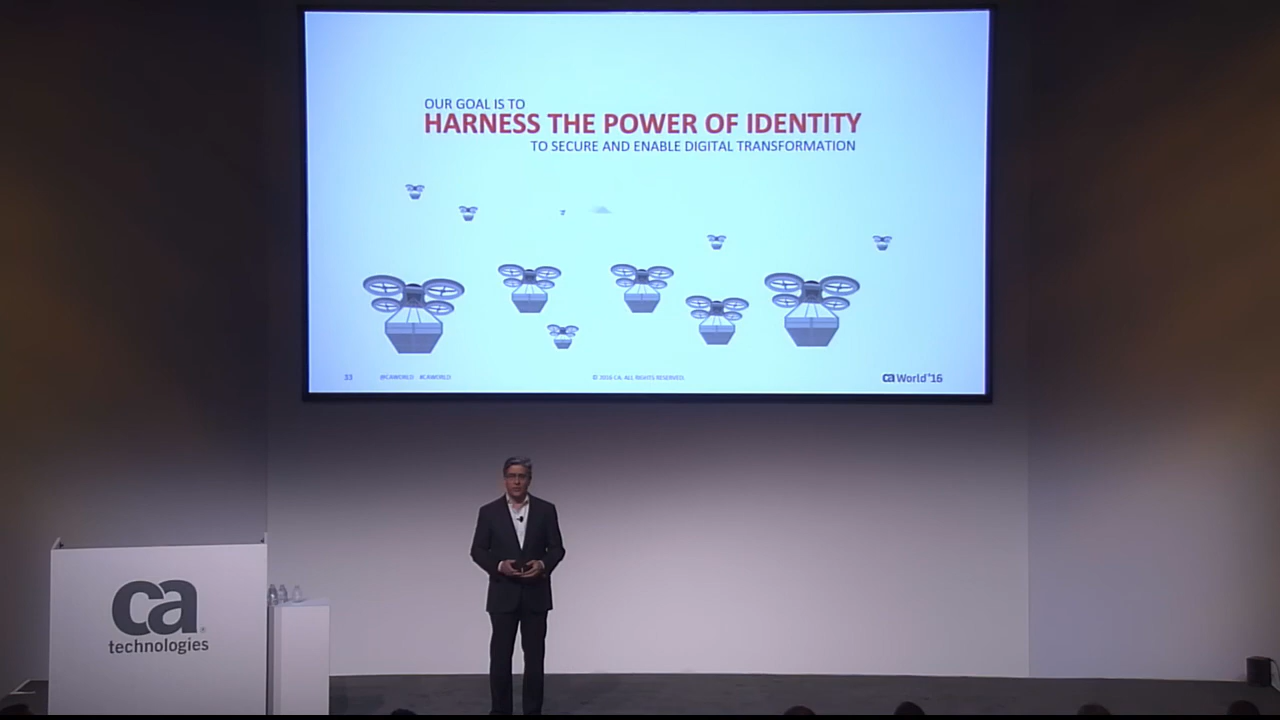 OUR GOAL IS TO
HARNESS THE POWER OF IDENTITY
TO SECURE AND ENABLE DIGITAL TRANSFORMATION
33 @CAWORLD #CAWORLD © 2016 CA. ALL RIGHTS RESERVED. ca World'16
ca
technologies